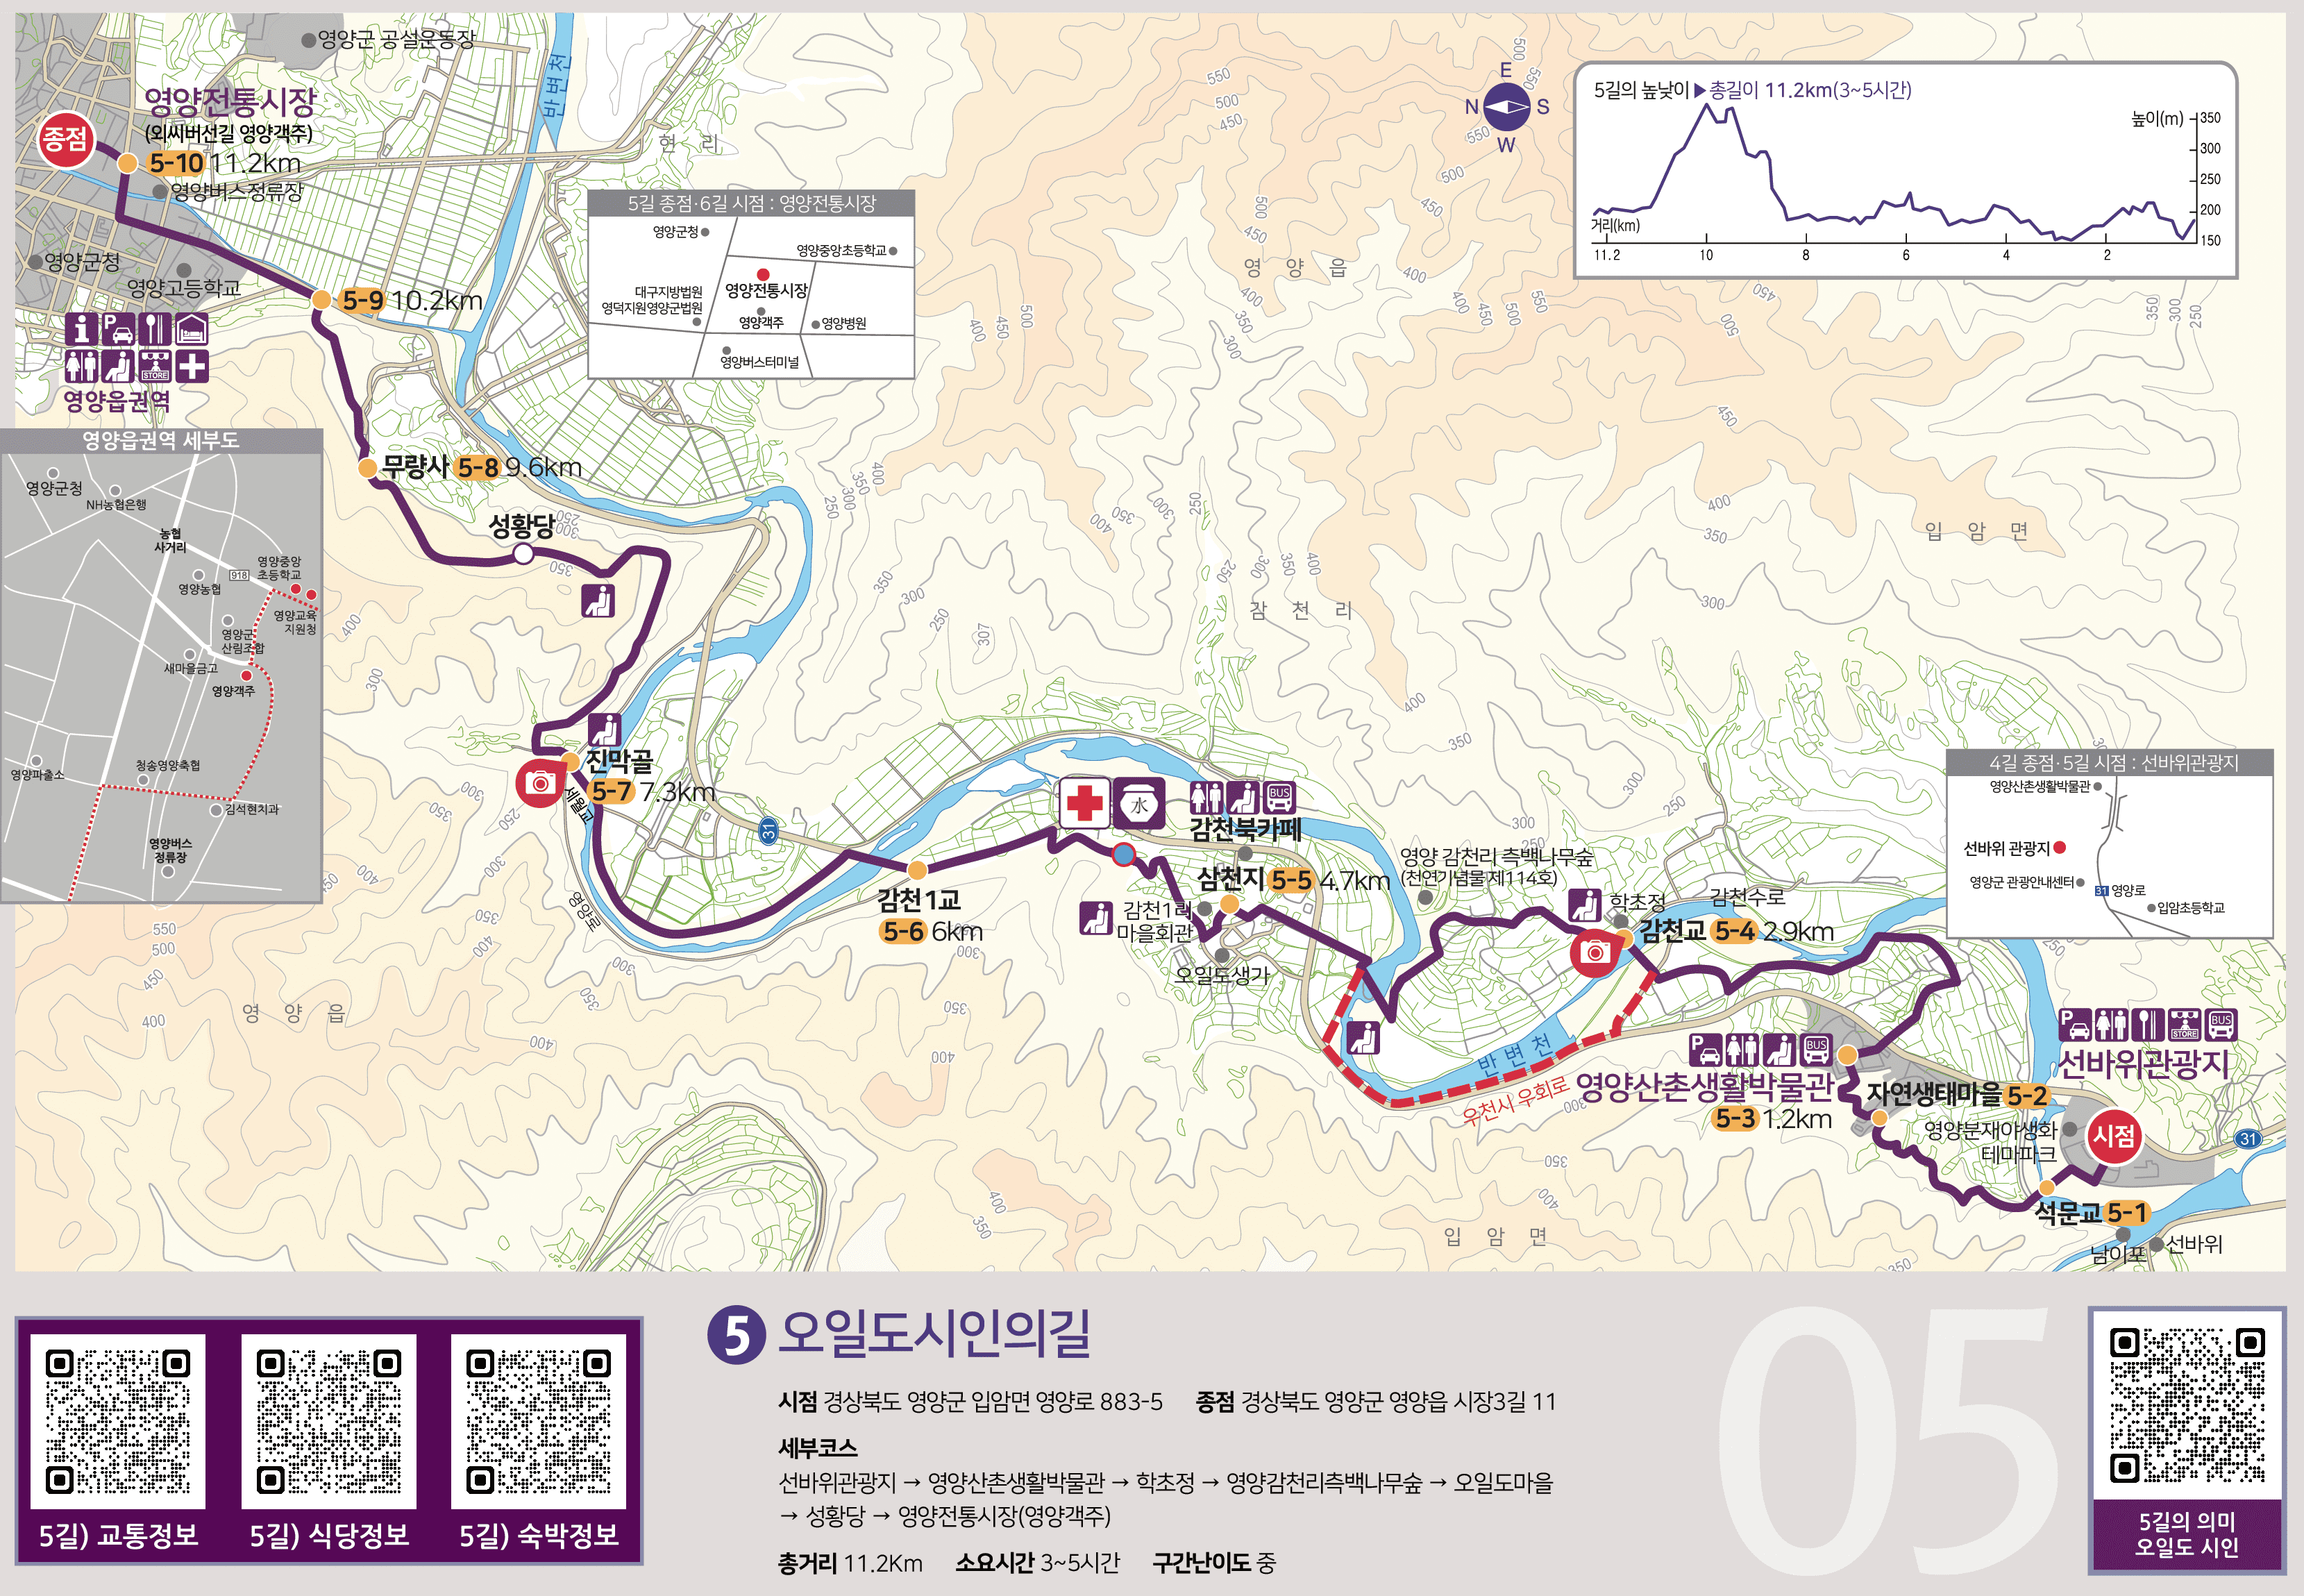 영양군 공설운동장
반변천
영양전통시장
(외씨버선길 영양객주)
종점
5-10 11.2km
영양버스정류장
영양군청
영양고등학교
5-9 10.2km
영양읍권역
현 리
5길 종점·6길 시점 : 영양전통시장
영양군청
영양중앙초등학교
영양전통시장
대구지방법원
영덕지원영양군법원
영양객주
영양병원
영양버스터미널
E
N S
W
5길의 높낮이 ▶ 총길이 11.2km(3~5시간)
높이(m)
350
300
250
200
150
거리(km)
11.2 10 8 6 4 2
영양읍권역 세부도
영양군청
NH농협은행
농협
사거리
영양중앙
초등학교
918
영양농협
영양교육
지원청
영양군
산림조합
새마을금고
영양객주
청송영양축협
영양파출소
김석현치과
영양버스
정류장
무량사 5-8 9.6km
성황당
진막골
5-7 7.3km
세월교
31
영양로
영 양 읍
영 양 읍
감 천 리
입 암 면
입 암 면
감천1교
5-6 6km
水
BUS
감천북카페
삼천지 5-5 4.7km
감천1리
마을회관
오일도생가
영양 감천리 측백나무숲
(천연기념물 제114호)
학초정
감천수로
감천교 5-4 2.9km
반변천
우천시 우회로
P BUS
영양산촌생활박물관
5-3 1.2km
자연생태마을 5-2
영양분재야생화
테마파크
P STORE BUS
선바위관광지
시점
31
석문교 5-1
남이포
선바위
4길 종점·5길 시점 : 선바위관광지
영양산촌생활박물관
선바위 관광지
영양군 관광안내센터
31 영양로
입암초등학교
5길) 교통정보
5길) 식당정보
5길) 숙박정보
5 오일도시인의길
시점 경상북도 영양군 입암면 영양로 883-5 종점 경상북도 영양군 영양읍 시장3길 11
세부코스
선바위관광지 → 영양산촌생활박물관 → 학초정 → 영양감천리측백나무숲 → 오일도마을
→ 성황당 → 영양전통시장(영양객주)
총거리 11.2Km 소요시간 3~5시간 구간난이도 중
05
5길의 의미
오일도 시인